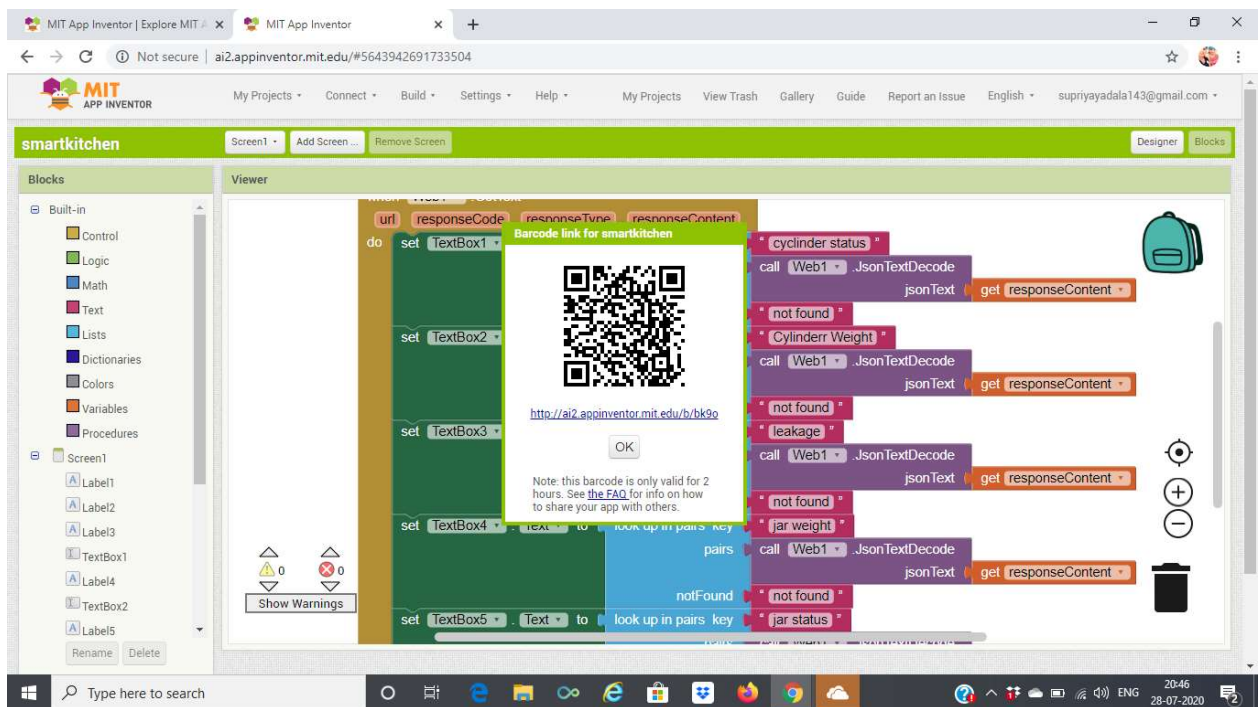 MIT App Inventor | Explore MIT A
MIT App Inventor
Not secure | ai2.appinventor.mit.edu/#5643942691733504
MIT
APP INVENTOR
My Projects Connect Build Settings Help My Projects View Trash Gallery Guide Report an Issue English supriyayadala143@gmail.com
smartkitchen
Screen1 Add Screen ... Remove Screen
Designer Blocks
Blocks
Viewer
Built-in
Control
Logic
Math
Text
Lists
Dictionaries
Colors
Variables
Procedures
Screen1
Label1
Label2
Label3
TextBox1
Label4
TextBox2
Label5
Rename Delete
url responseCode responseType responseContent
do set TextBox1
" cyclinder status "
call Web1 .JsonTextDecode
jsonText get responseContent
" not found "
set TextBox2
" Cylinderr Weight "
call Web1 .JsonTextDecode
jsonText get responseContent
" not found "
set TextBox3
" leakage "
call Web1 .JsonTextDecode
jsonText get responseContent
" not found "
set TextBox4 . Text to look up in pairs key " jar weight "
pairs call Web1 .JsonTextDecode
jsonText get responseContent
notFound " not found "
set TextBox5 . Text to look up in pairs key " jar status "
Barcode link for smartkitchen
http://ai2.appinventor.mit.edu/b/bk9o
OK
Note: this barcode is only valid for 2
hours. See the FAQ for info on how
to share your app with others.
0 0
Show Warnings
Type here to search
ENG
20:46
28-07-2020
2